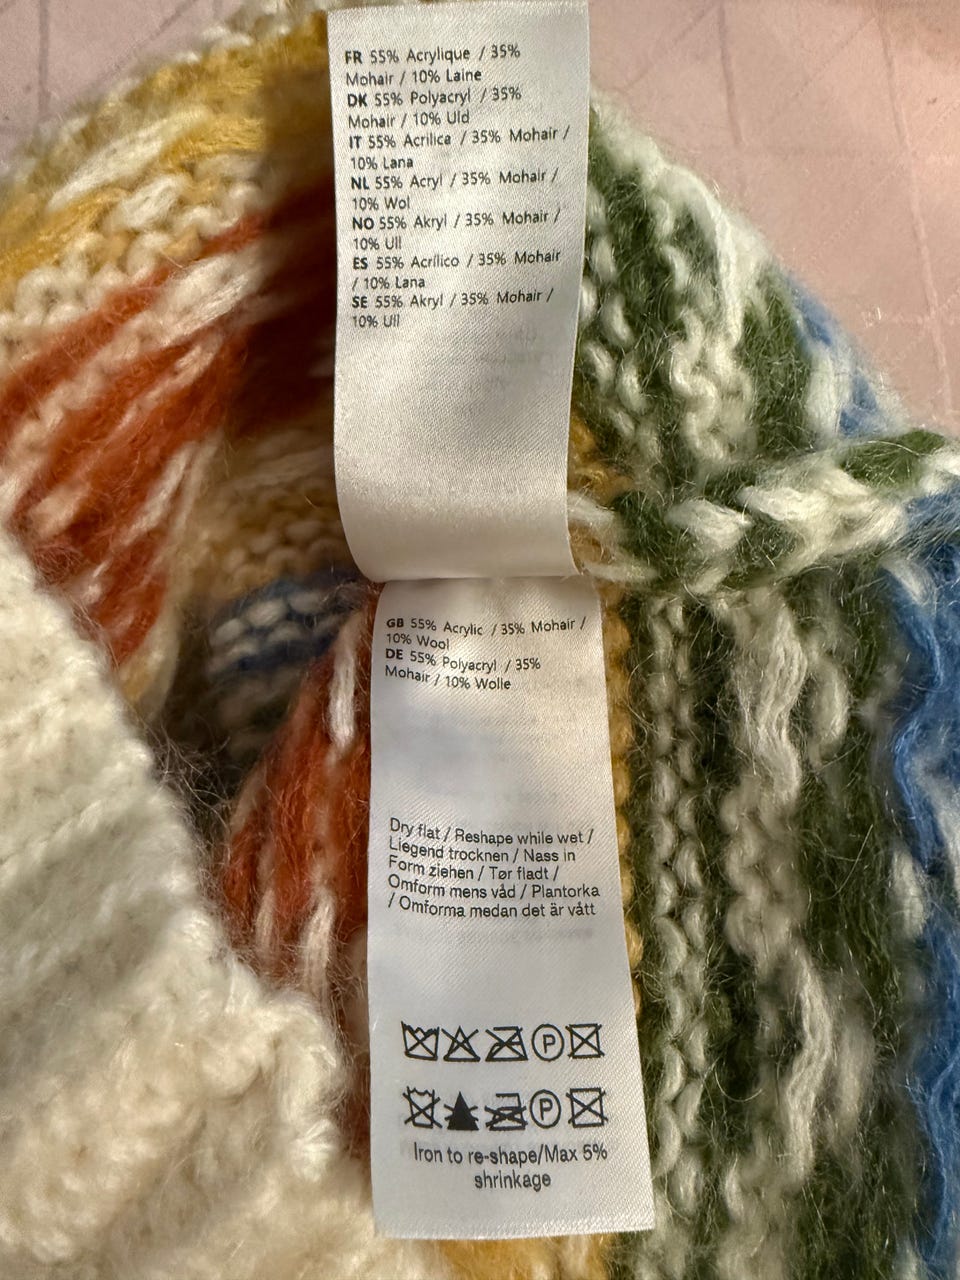 FR 55% Acrylique / 35%
Mohair / 10% Laine
DK 55% Polyacryl / 35%
Mohair / 10% Uld
IT 55% Acrilica / 35% Mohair /
10% Lana
NL 55% Acryl / 35% Mohair /
10% Wol
NO 55% Akryl / 35% Mohair /
10% Ull
ES 55% Acrílico / 35% Mohair
/ 10% Lana
SE 55% Akryl / 35% Mohair /
10% Ull
GB 55% Acrylic / 35% Mohair /
10% Wool
DE 55% Polyacryl / 35%
Mohair / 10% Wolle
Dry flat / Reshape while wet /
Liegend trocknen / Nass in
Form ziehen / Tør fladt /
Omform mens våd / Plantorka
/ Omforma medan det är vått
P
P
Iron to re-shape/Max 5%
shrinkage